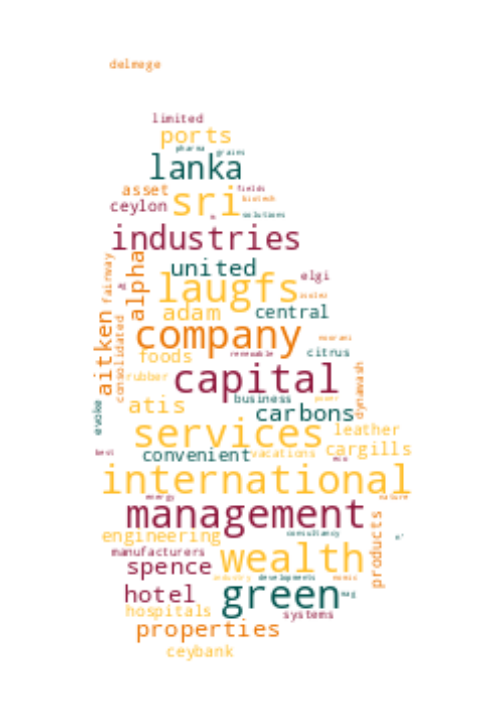 delmege
limited
ports
pharma
grains
lanka
asset
fields
biotech
ceylon
sri
solutions
industries
united
elgi
fairway
alpha
laugfs
adam
central
company
aitken
consolidated
foods
renewable
citrus
rubber
capital
dynawash
evoke
atis
business
power
carbons
services
leather
best
convenient
vacations
cargills
international
energy
nature
management
engineering
consultancy
products
manufacturers
spence
wealth
industry
developments
hotel
green
hospitals
systems
properties
ceybank